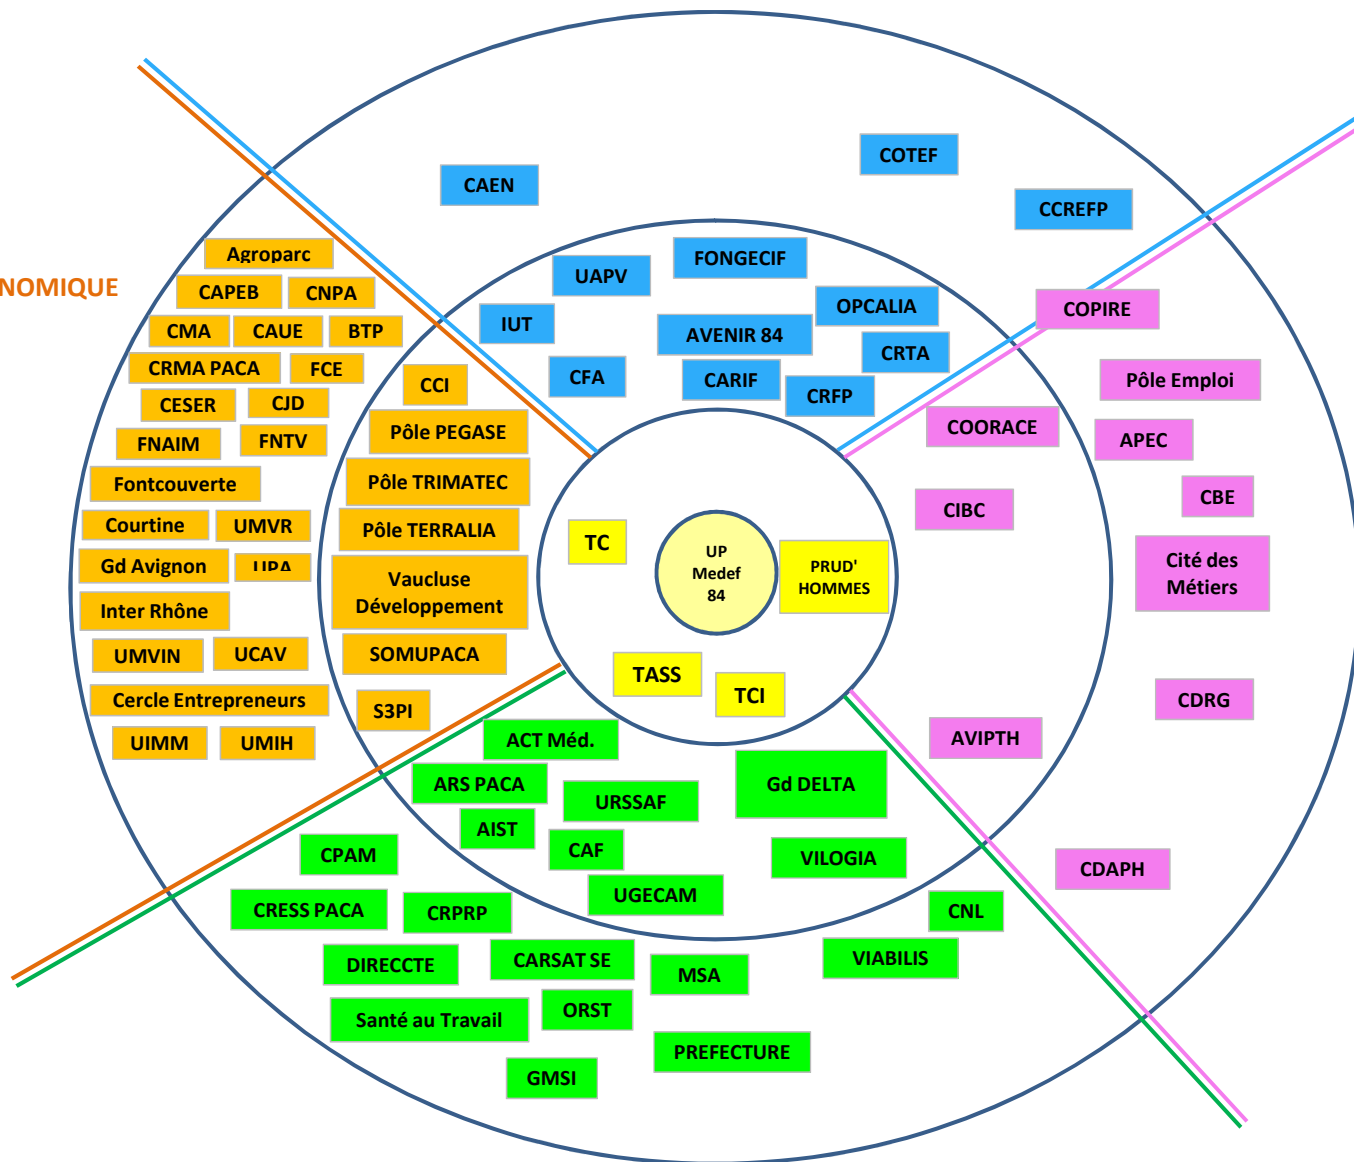 COTEF
CAEN
CCREFP
Agroparc
NOMIQUE
CAPEB
CNPA
CMA
CAUE
BTP
CRMA PACA
FCE
CESER
CJD
FNAIM
FNTV
Fontcouverte
Courtine
UMVR
Gd Avignon
UPA
Inter Rhône
UMVIN
UCAV
Cercle Entrepreneurs
UIMM
UMIH
CCI
Pôle PEGASE
Pôle TRIMATEC
Pôle TERRALIA
Vaucluse
Développement
SOMUPACA
S3PI
UAPV
FONGECIF
IUT
OPCALIA
AVENIR 84
CRTA
CFA
CARIF
CRFP
COPIRE
Pôle Emploi
COORACE
APEC
CIBC
CBE
Cité des
Métiers
CDRG
AVIPTH
CDAPH
TC
UP
Medef
84
PRUD'
HOMMES
TASS
TCI
ACT Méd.
ARS PACA
URSSAF
Gd DELTA
AIST
CAF
VILOGIA
UGECAM
CPAM
CRESS PACA
CRPRP
CNL
DIRECCTE
CARSAT SE
MSA
VIABILIS
Santé au Travail
ORST
PREFECTURE
GMSI